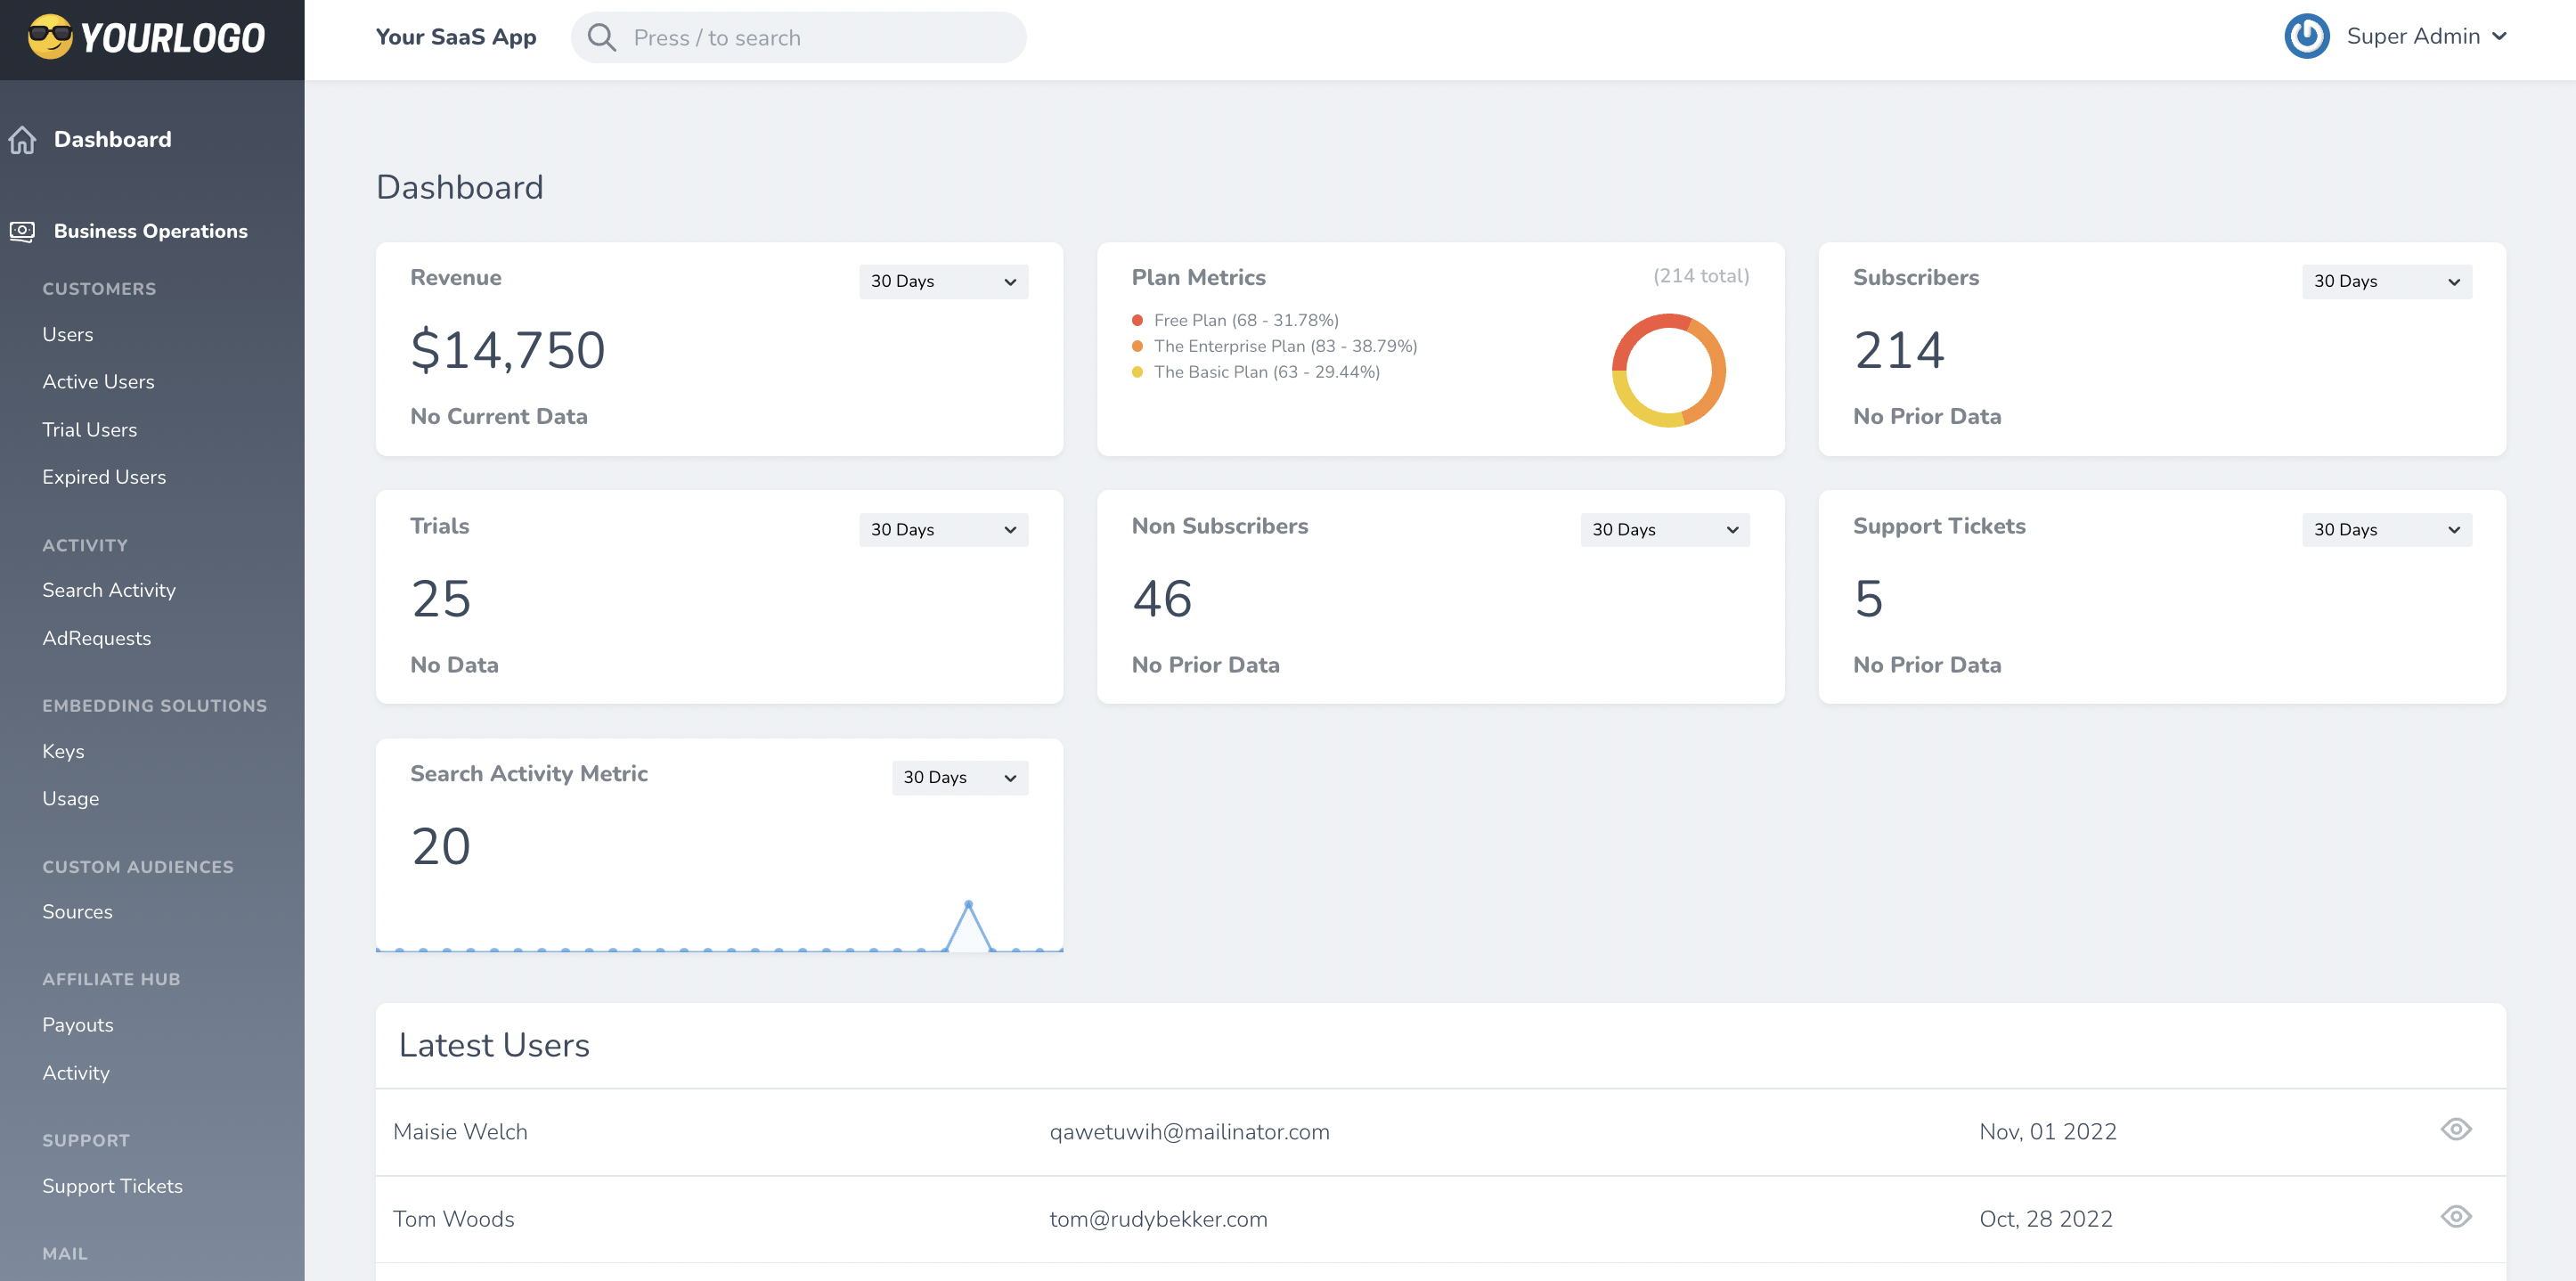 YOURLOGO
Your SaaS App
Press / to search
Super Admin
Dashboard
Business Operations
CUSTOMERS
Users
Active Users
Trial Users
Expired Users
ACTIVITY
Search Activity
AdRequests
EMBEDDING SOLUTIONS
Keys
Usage
CUSTOM AUDIENCES
Sources
AFFILIATE HUB
Payouts
Activity
SUPPORT
Support Tickets
MAIL
Dashboard
Revenue
30 Days
$14,750
No Current Data
Plan Metrics
(214 total)
Free Plan (68 - 31.78%)
The Enterprise Plan (83 - 38.79%)
The Basic Plan (63 - 29.44%)
Subscribers
30 Days
214
No Prior Data
Trials
30 Days
25
No Data
Non Subscribers
30 Days
46
No Prior Data
Support Tickets
30 Days
5
No Prior Data
Search Activity Metric
30 Days
20
Latest Users
Maisie Welch qawetuwih@mailinator.com Nov, 01 2022
Tom Woods tom@rudybekker.com Oct, 28 2022